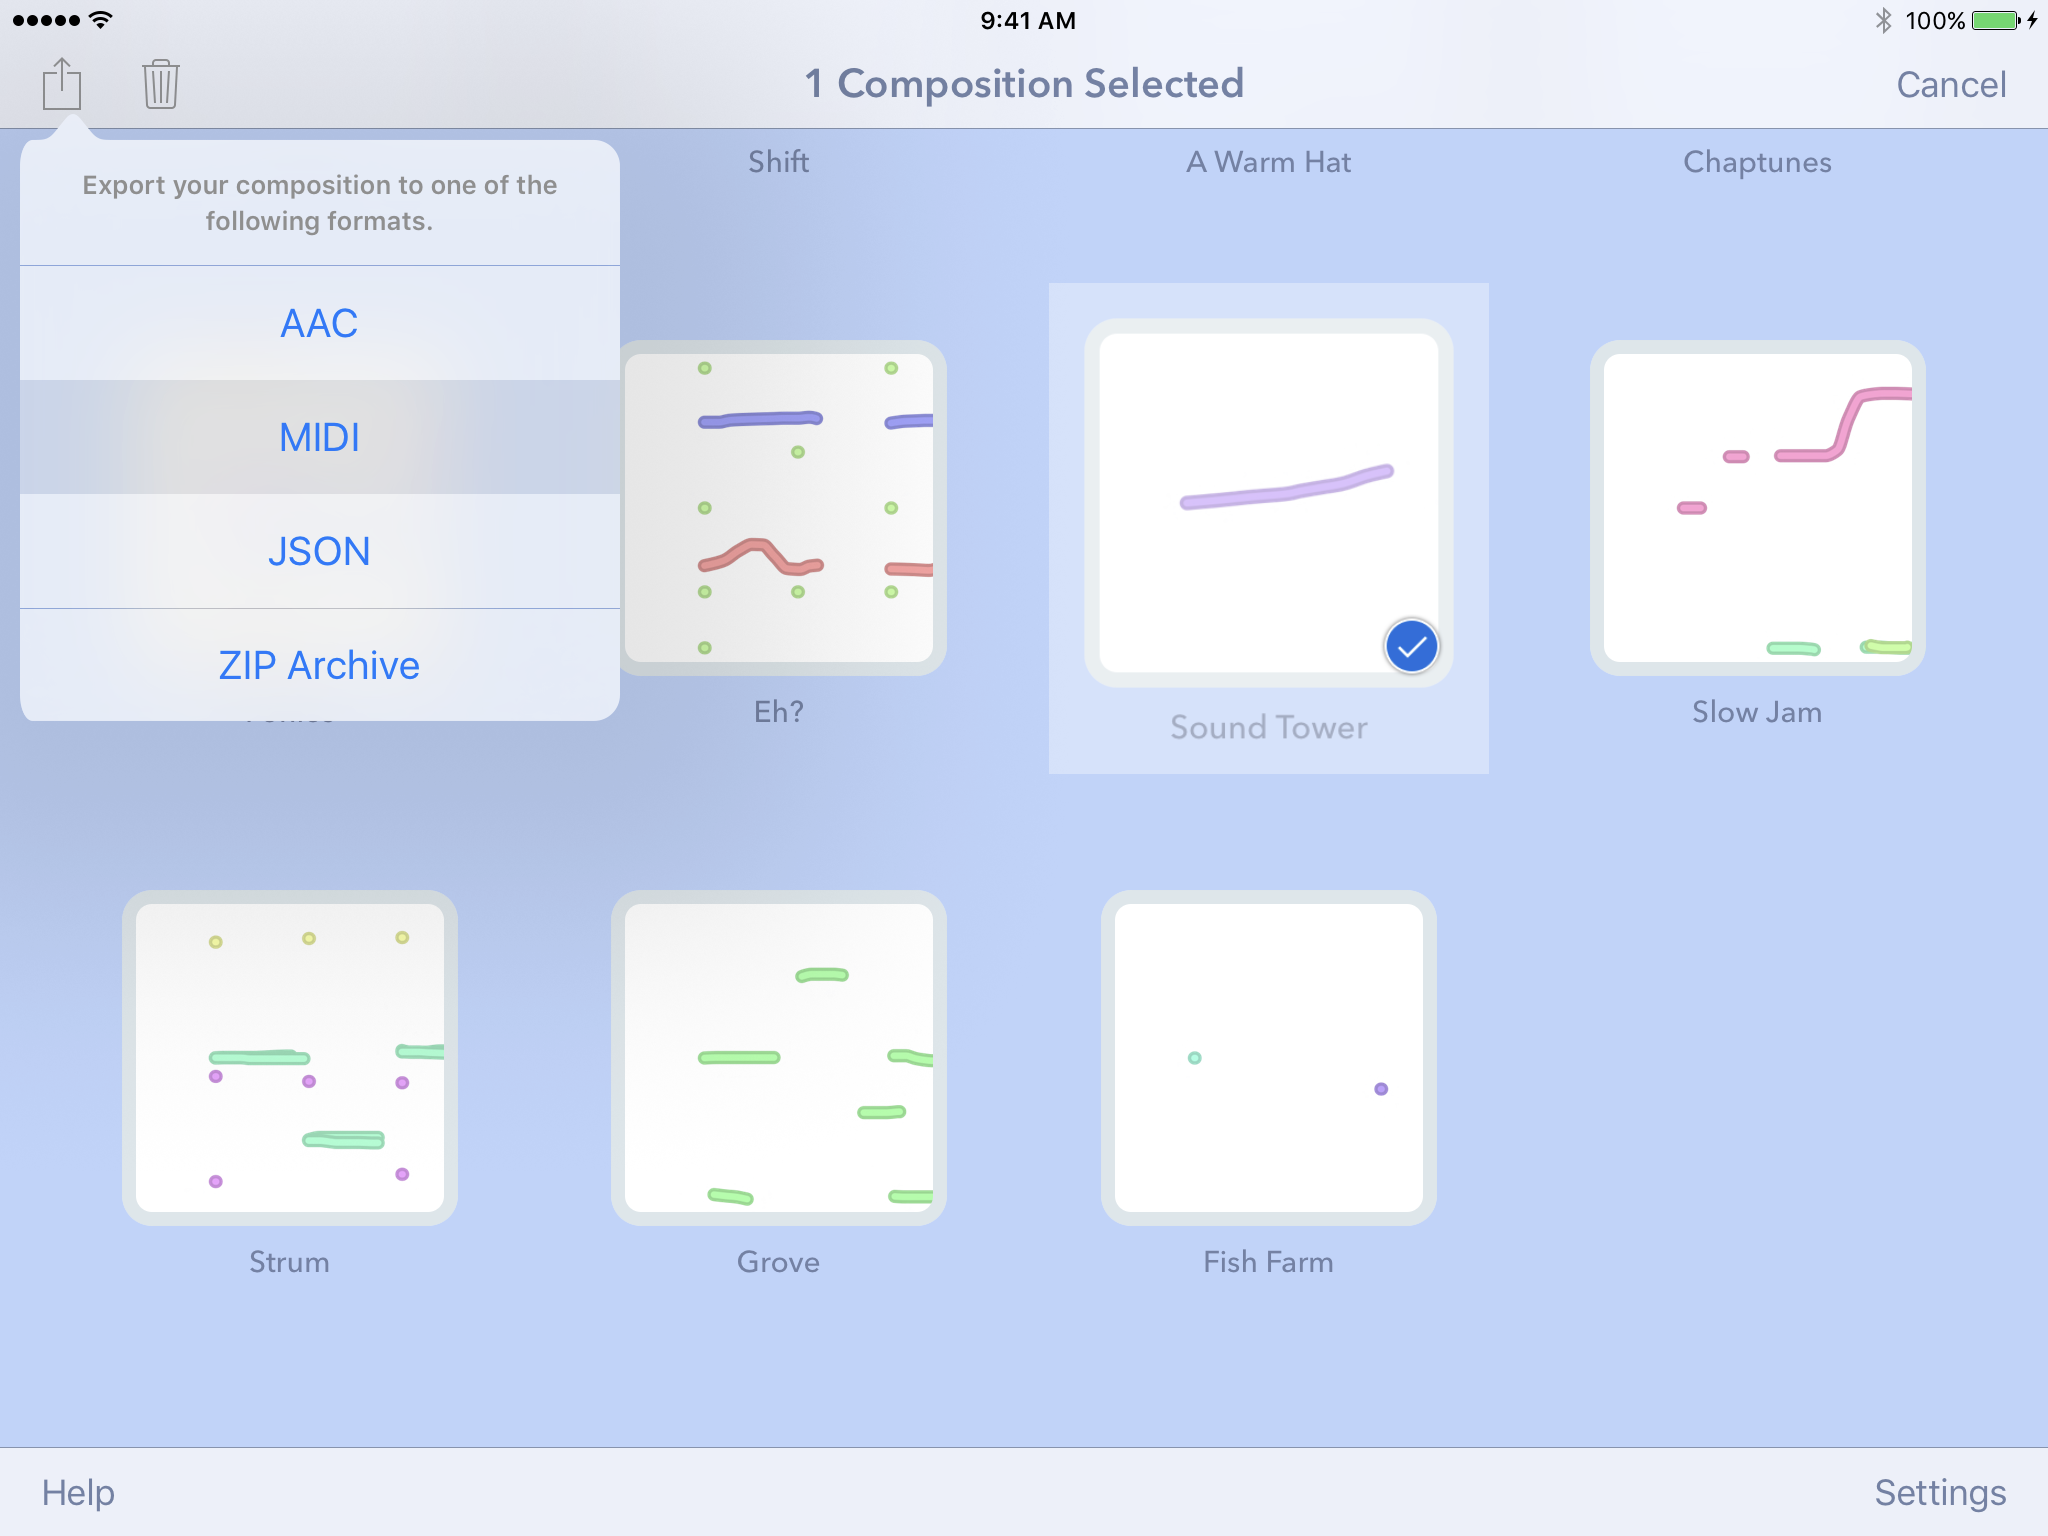 9:41 AM
100%
1 Composition Selected
Cancel
Export your composition to one of the
following formats.
AAC
MIDI
JSON
ZIP Archive
Shift
A Warm Hat
Chaptunes
Eh?
Sound Tower
Slow Jam
Strum
Grove
Fish Farm
Help
Settings